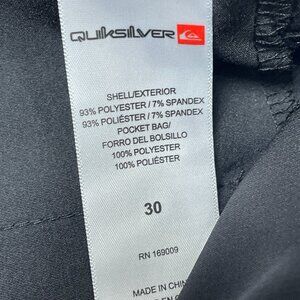 QUIKSILVER
SHELL/EXTERIOR
93% POLYESTER / 7% SPANDEX
93% POLIÉSTER / 7% SPANDEX
POCKET BAG/
FORRO DEL BOLSILLO
100% POLYESTER
100% POLIÉSTER
30
RN 169009
MADE IN CHIN